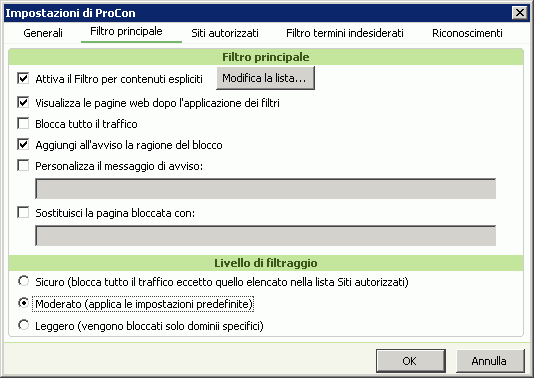 Impostazioni di ProCon
Generali Filtro principale Siti autorizzati Filtro termini indesiderati Riconoscimenti
Filtro principale
Attiva il Filtro per contenuti espliciti Modifica la lista...
Visualizza le pagine web dopo l'applicazione dei filtri
Blocca tutto il traffico
Aggiungi all'avviso la ragione del blocco
Personalizza il messaggio di avviso:
Sostituisci la pagina bloccata con:
Livello di filtraggio
Sicuro (blocca tutto il traffico eccetto quello elencato nella lista Siti autorizzati)
Moderato (applica le impostazioni predefinite)
Leggero (vengono bloccati solo dominii specifici)
OK Annulla